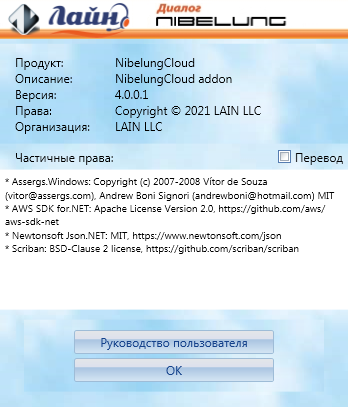 Лайн
Диалог
NIBELUNG
Продукт: NibelungCloud
Описание: NibelungCloud addon
Версия: 4.0.0.1
Права: Copyright © 2021 LAIN LLC
Организация: LAIN LLC
Частичные права: Перевод
* Assergs.Windows: Copyright (c) 2007-2008 Vítor de Souza
(vitor@assergs.com), Andrew Boni Signori (andrewboni@hotmail.com) MIT
* AWS SDK for.NET: Apache License Version 2.0, https://github.com/aws/
aws-sdk-net
* Newtonsoft Json.NET: MIT, https://www.newtonsoft.com/json
* Scriban: BSD-Clause 2 license, https://github.com/scriban/scriban
Руководство пользователя
OK